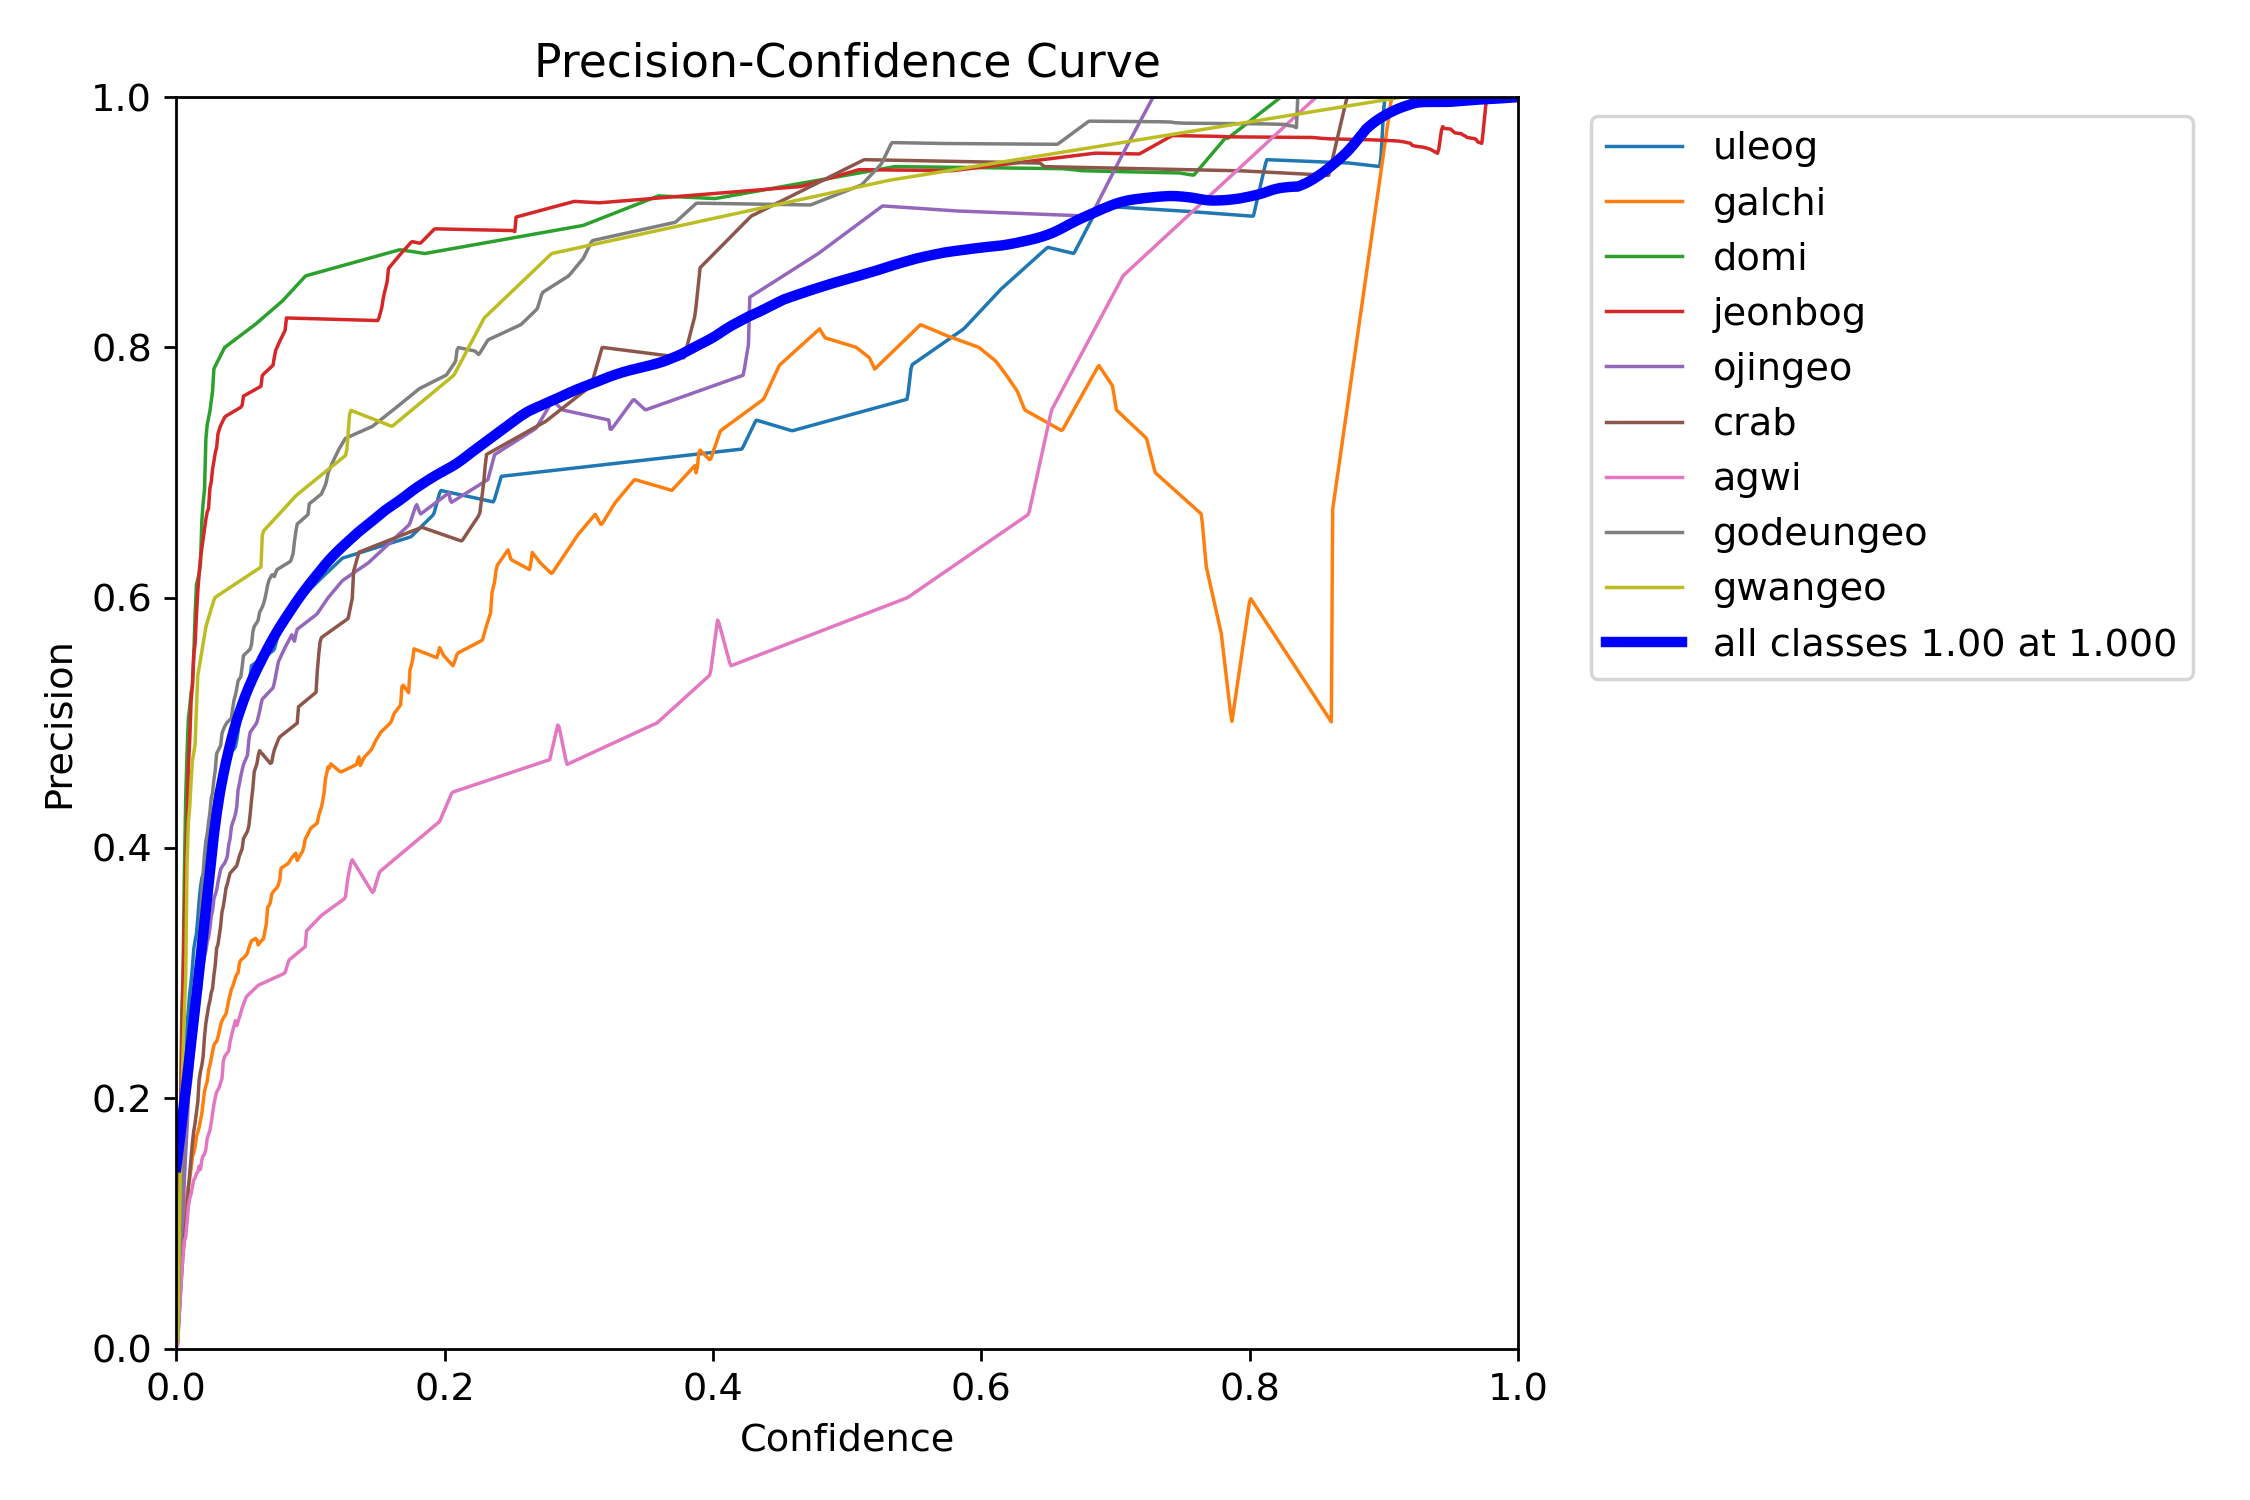 Precision-Confidence Curve
1.0
0.8
0.6
0.4
0.2
0.0
Precision
0.0 0.2 0.4 0.6 0.8 1.0
Confidence
uleog
galchi
domi
jeonbog
ojingeo
crab
agwi
godeungeo
gwangeo
all classes 1.00 at 1.000